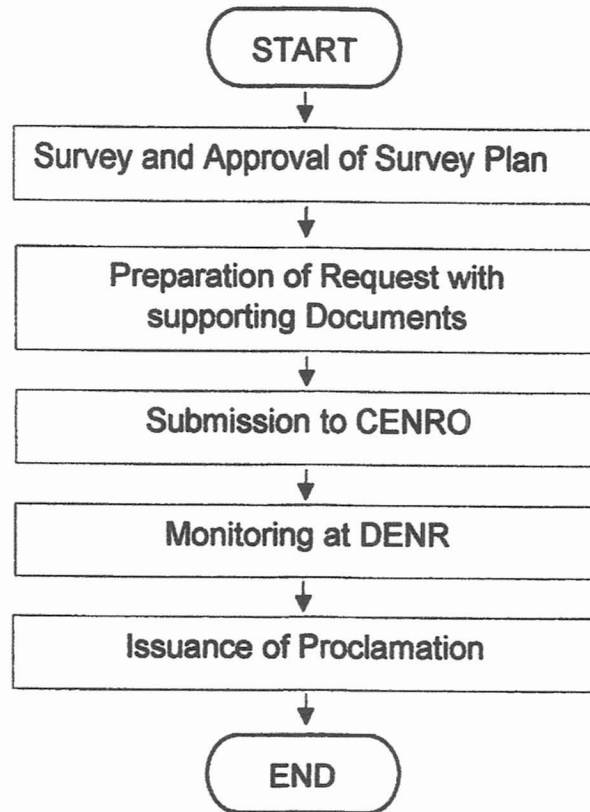 START
Survey and Approval of Survey Plan
Preparation of Request with
supporting Documents
Submission to CENRO
Monitoring at DENR
Issuance of Proclamation
END